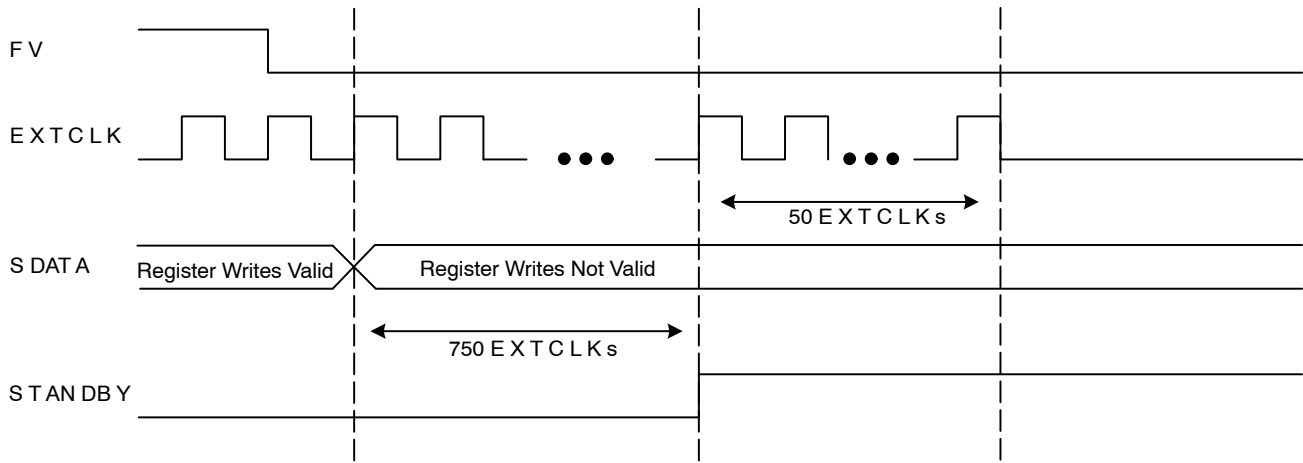 FV
EXTCLK
50 EXTCLKs
SDATA
Register Writes Valid
Register Writes Not Valid
750 EXTCLKs
STANDBY